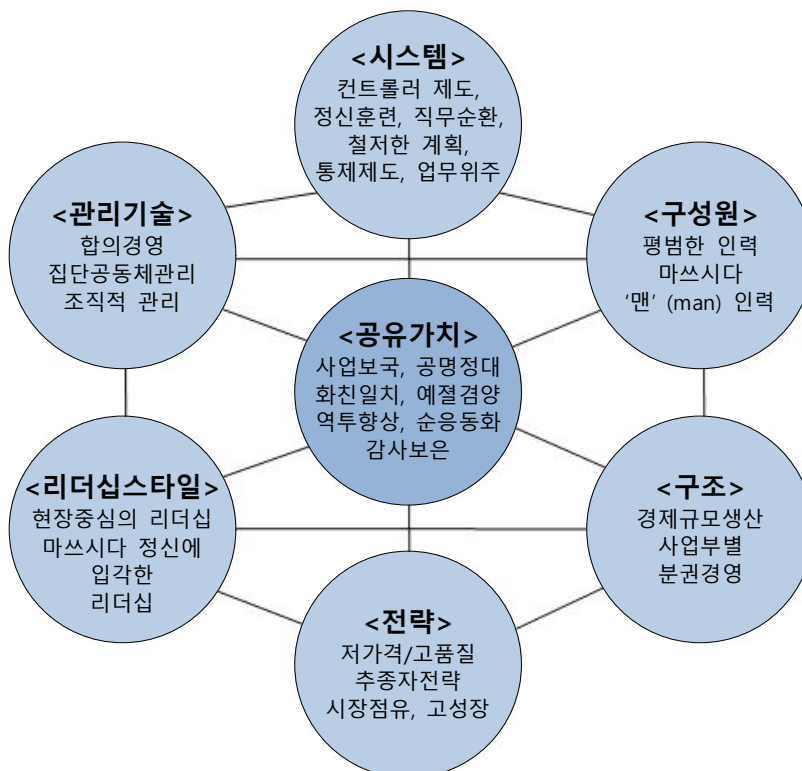 <시스템>
컨트롤러 제도,
정신훈련, 직무순환,
철저한 계획,
통제제도, 업무위주
<관리기술>
합의경영
집단공동체관리
조직적 관리
<구성원>
평범한 인력
마쓰시다
‘맨’ (man) 인력
<공유가치>
사업보국, 공명정대
화친일치, 예졀겸양
역투향상, 순응동화
감사보은
<리더십스타일>
현장중심의 리더십
마쓰시다 정신에
입각한
리더십
<구조>
경제규모생산
사업부별
분권경영
<전략>
저가격/고품질
추종자전략
시장점유, 고성장